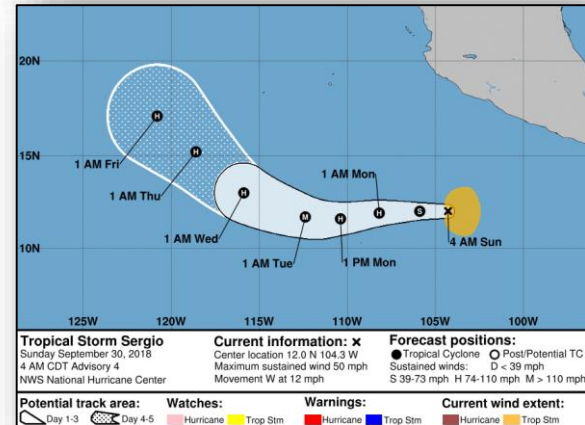 20N
15N
10N
1 AM Fri
1 AM Thu
1 AM Wed
1 AM Tue
1 PM Mon
1 AM Mon
4 AM Sun
H
H
H
M
H
H
S
125W 120W 115W 110W 105W 100W
Tropical Storm Sergio
Sunday September 30, 2018
4 AM CDT Advisory 4
NWS National Hurricane Center
Current information: ×
Center location 12.0 N 104.3 W
Maximum sustained wind 50 mph
Movement W at 12 mph
Forecast positions:
Tropical Cyclone Post/Potential TC
Sustained winds: D < 39 mph
S 39-73 mph H 74-110 mph M > 110 mph
Potential track area:
Day 1-3 Day 4-5
Watches:
Hurricane Trop Stm
Warnings:
Hurricane Trop Stm
Current wind extent:
Hurricane Trop Stm